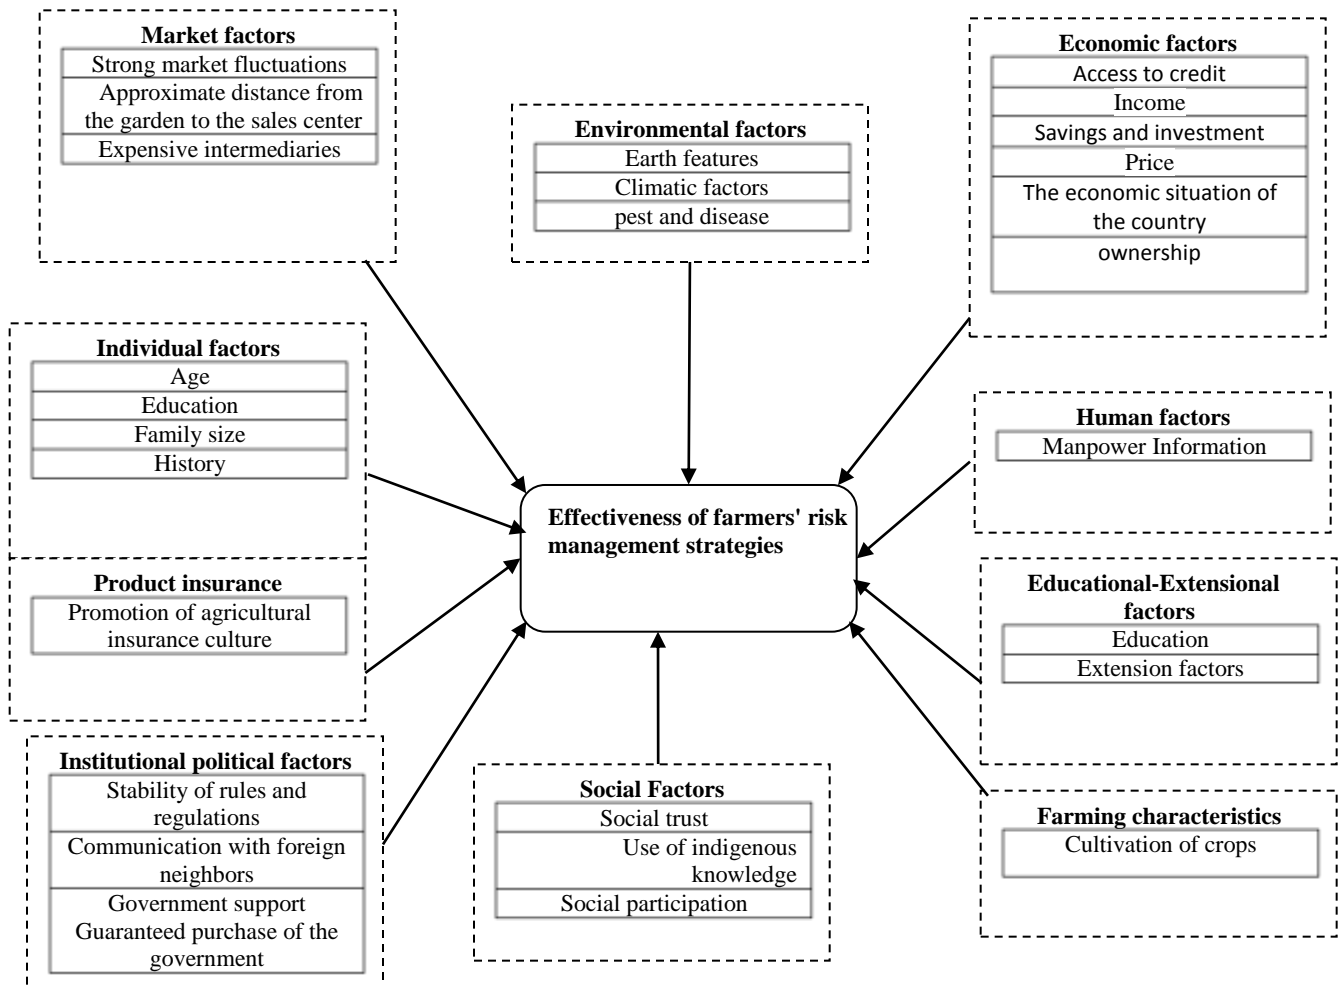 Market factors
Strong market fluctuations
Approximate distance from
the garden to the sales center
Expensive intermediaries
Environmental factors
Earth features
Climatic factors
pest and disease
Economic factors
Access to credit
Income
Savings and investment
Price
The economic situation of
the country
ownership
Individual factors
Age
Education
Family size
History
Human factors
Manpower Information
Effectiveness of farmers' risk
management strategies
Product insurance
Promotion of agricultural
insurance culture
Educational-Extensional
factors
Education
Extension factors
Institutional political factors
Stability of rules and
regulations
Communication with foreign
neighbors
Government support
Guaranteed purchase of the
government
Social Factors
Social trust
Use of indigenous
knowledge
Social participation
Farming characteristics
Cultivation of crops